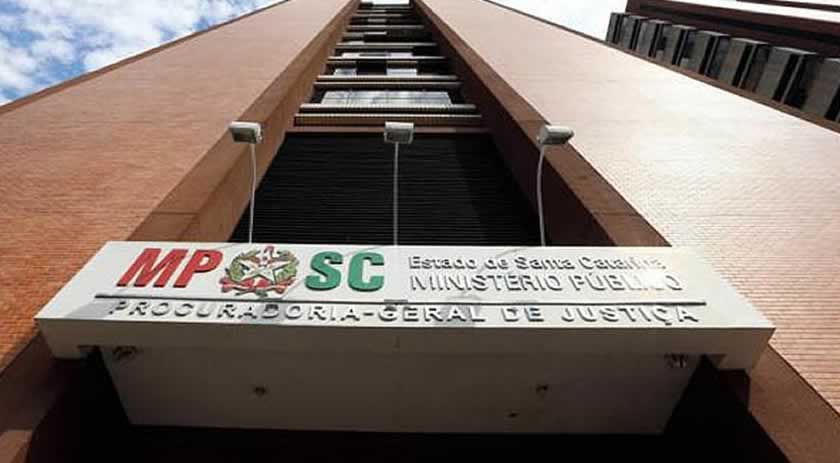 MP SC
Estado de Santa Catarina
MINISTÉRIO PÚBLICO
PROCURADORIA-GERAL DE JUSTIÇA